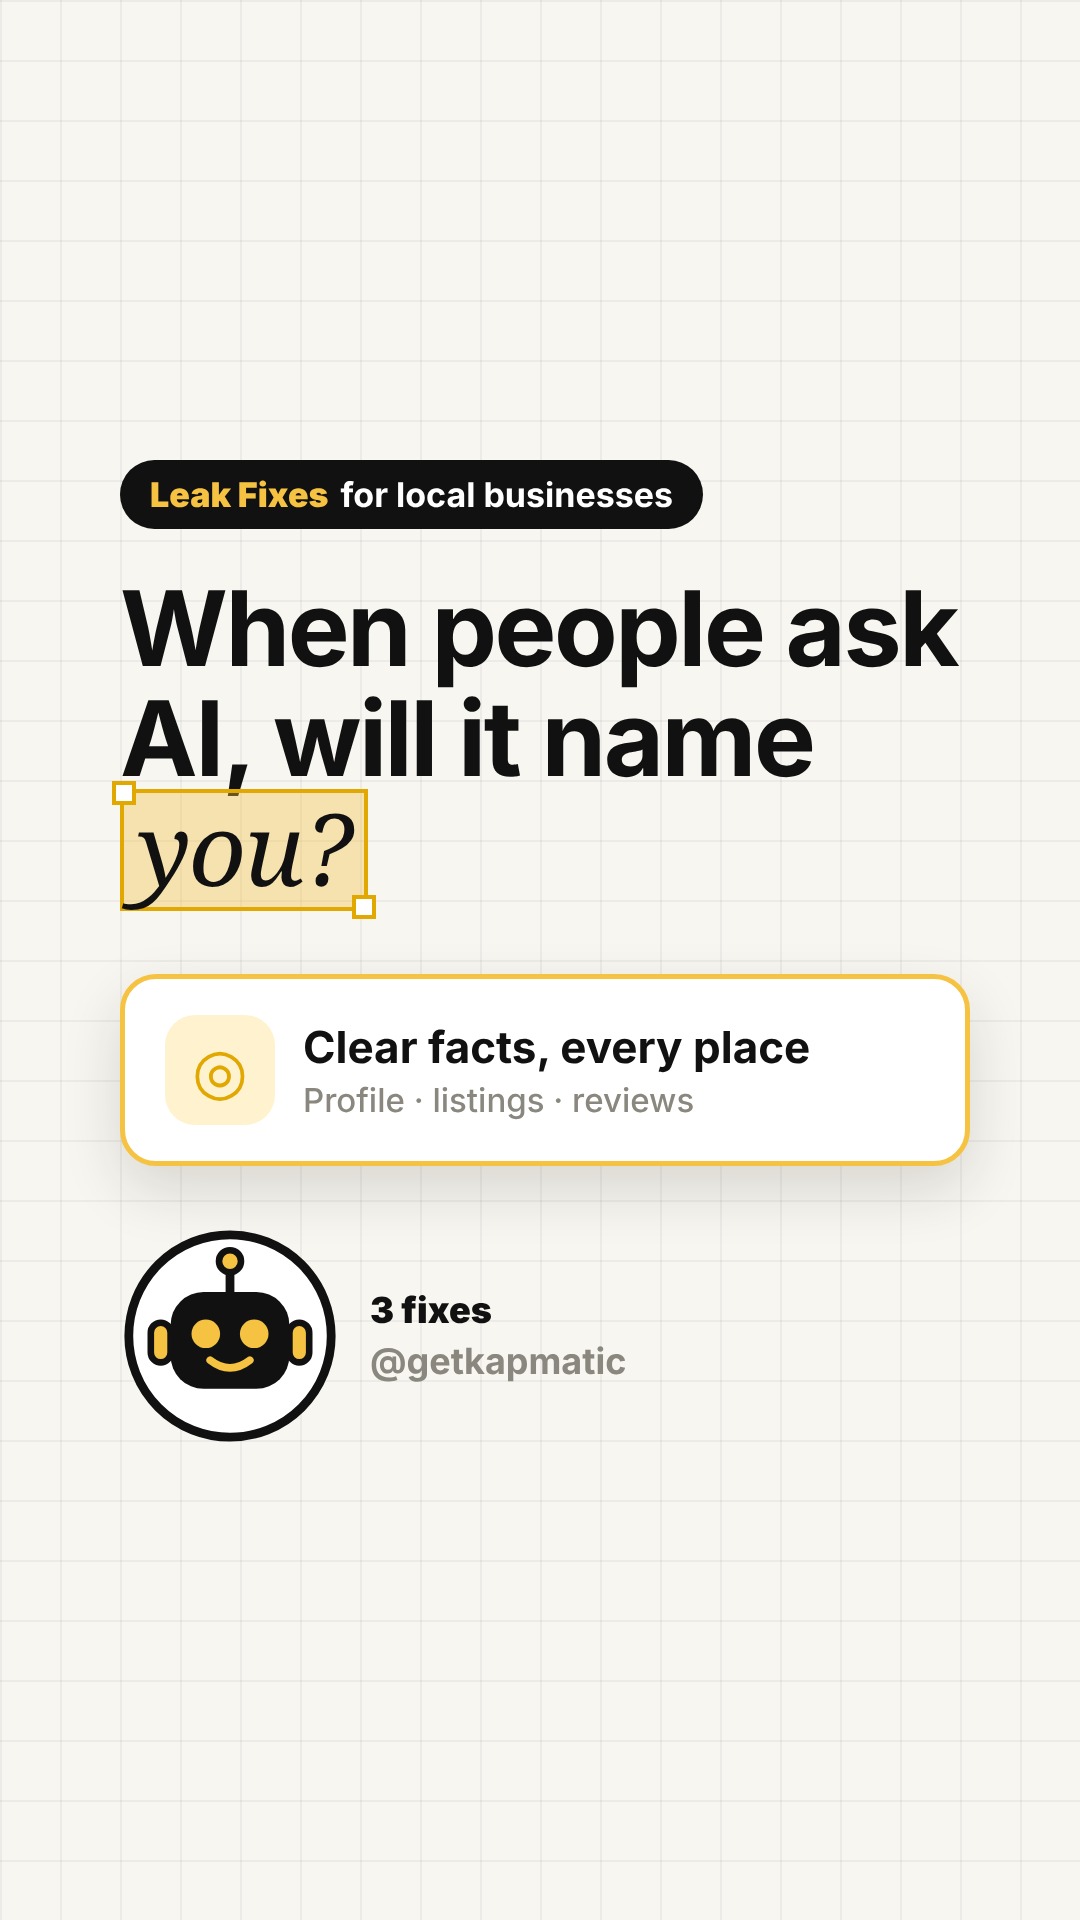 Leak Fixes for local businesses
When people ask
AI, will it name
you?
Clear facts, every place
Profile · listings · reviews
3 fixes
@getkapmatic